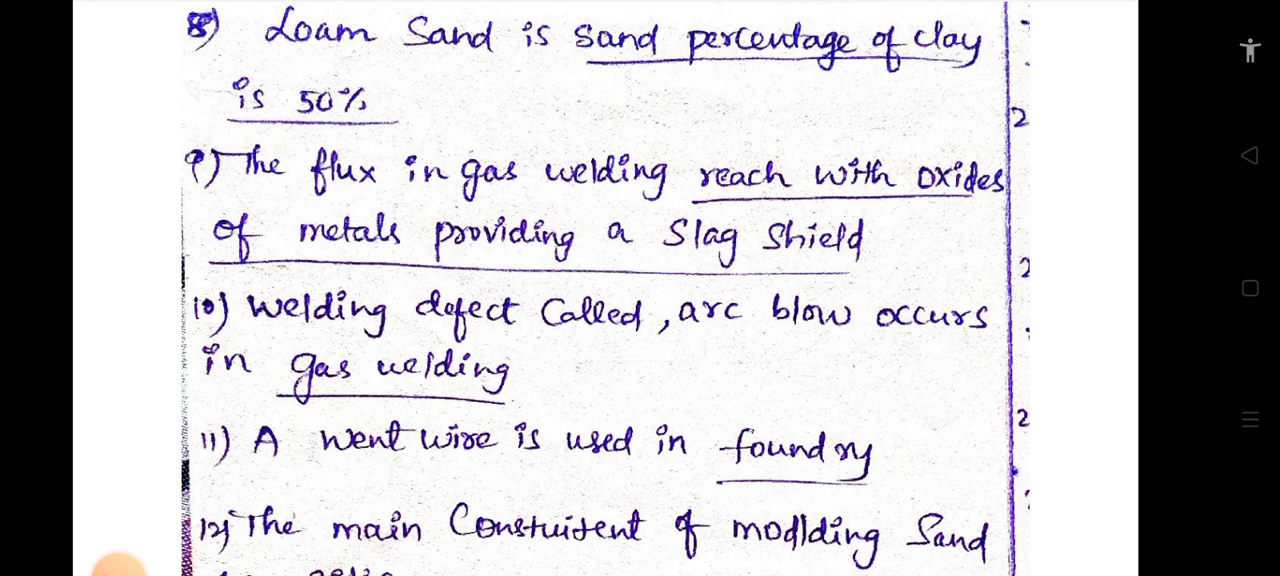 8) Loam Sand is sand percentage of clay
is 50%
9) The flux in gas welding reach with oxides
of metals providing a Slag Shield
10) Welding defect Called, arc blow occurs
in gas welding
11) A went wire is used in foundry
12) The main Constuitent of modlding Sand